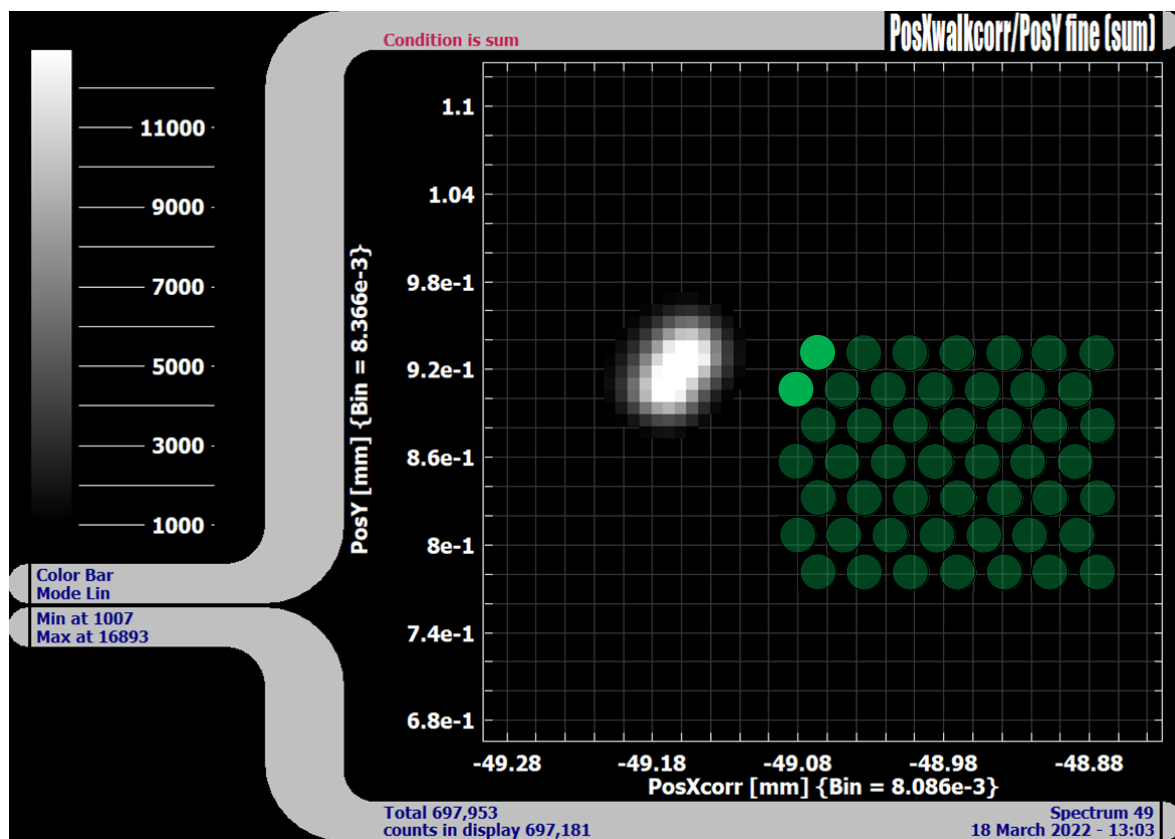 Condition is sum
PosXwalkcorr/PosY fine (sum)
11000
9000
7000
5000
3000
1000
Color Bar
Mode Lin
Min at 1007
Max at 16893
PosY [mm] {Bin = 8.366e-3}
1.1
1.04
9.8e-1
9.2e-1
8.6e-1
8e-1
7.4e-1
6.8e-1
-49.28 -49.18 -49.08 -48.98 -48.88
PosXcorr [mm] {Bin = 8.086e-3}
Total 697,953
counts in display 697,181
Spectrum 49
18 March 2022 - 13:03